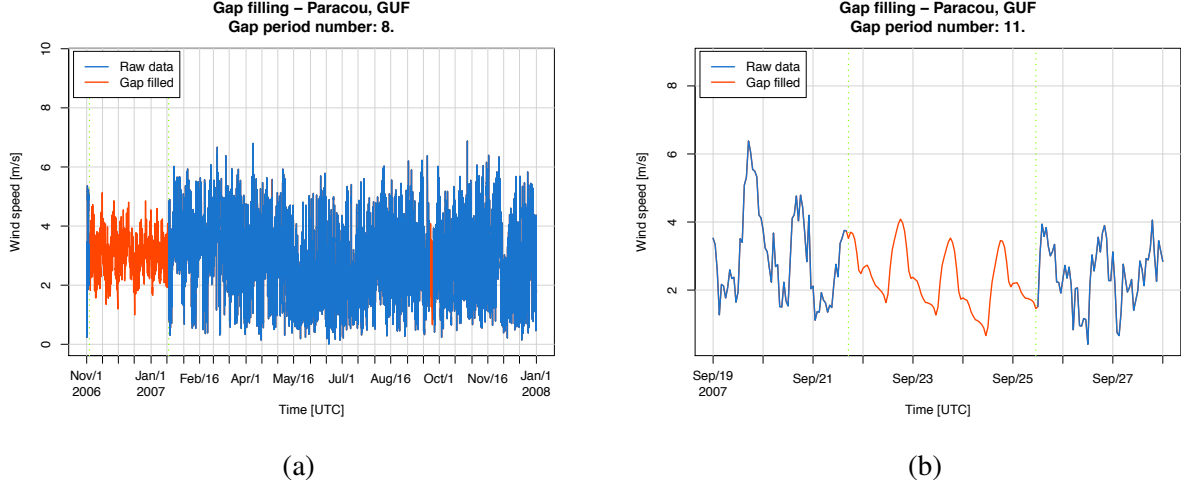 Gap filling − Paracou, GUF
Gap period number: 8.
Raw data
Gap filled
Wind speed [m/s]
10
8
6
4
2
0
Nov/1 2006
Jan/1 2007
Feb/16
Apr/1
May/16
Jul/1
Aug/16
Oct/1
Nov/16
Jan/1 2008
Time [UTC]
(a)
Gap filling − Paracou, GUF
Gap period number: 11.
Raw data
Gap filled
Wind speed [m/s]
8
6
4
2
Sep/19 2007
Sep/21
Sep/23
Sep/25
Sep/27
Time [UTC]
(b)